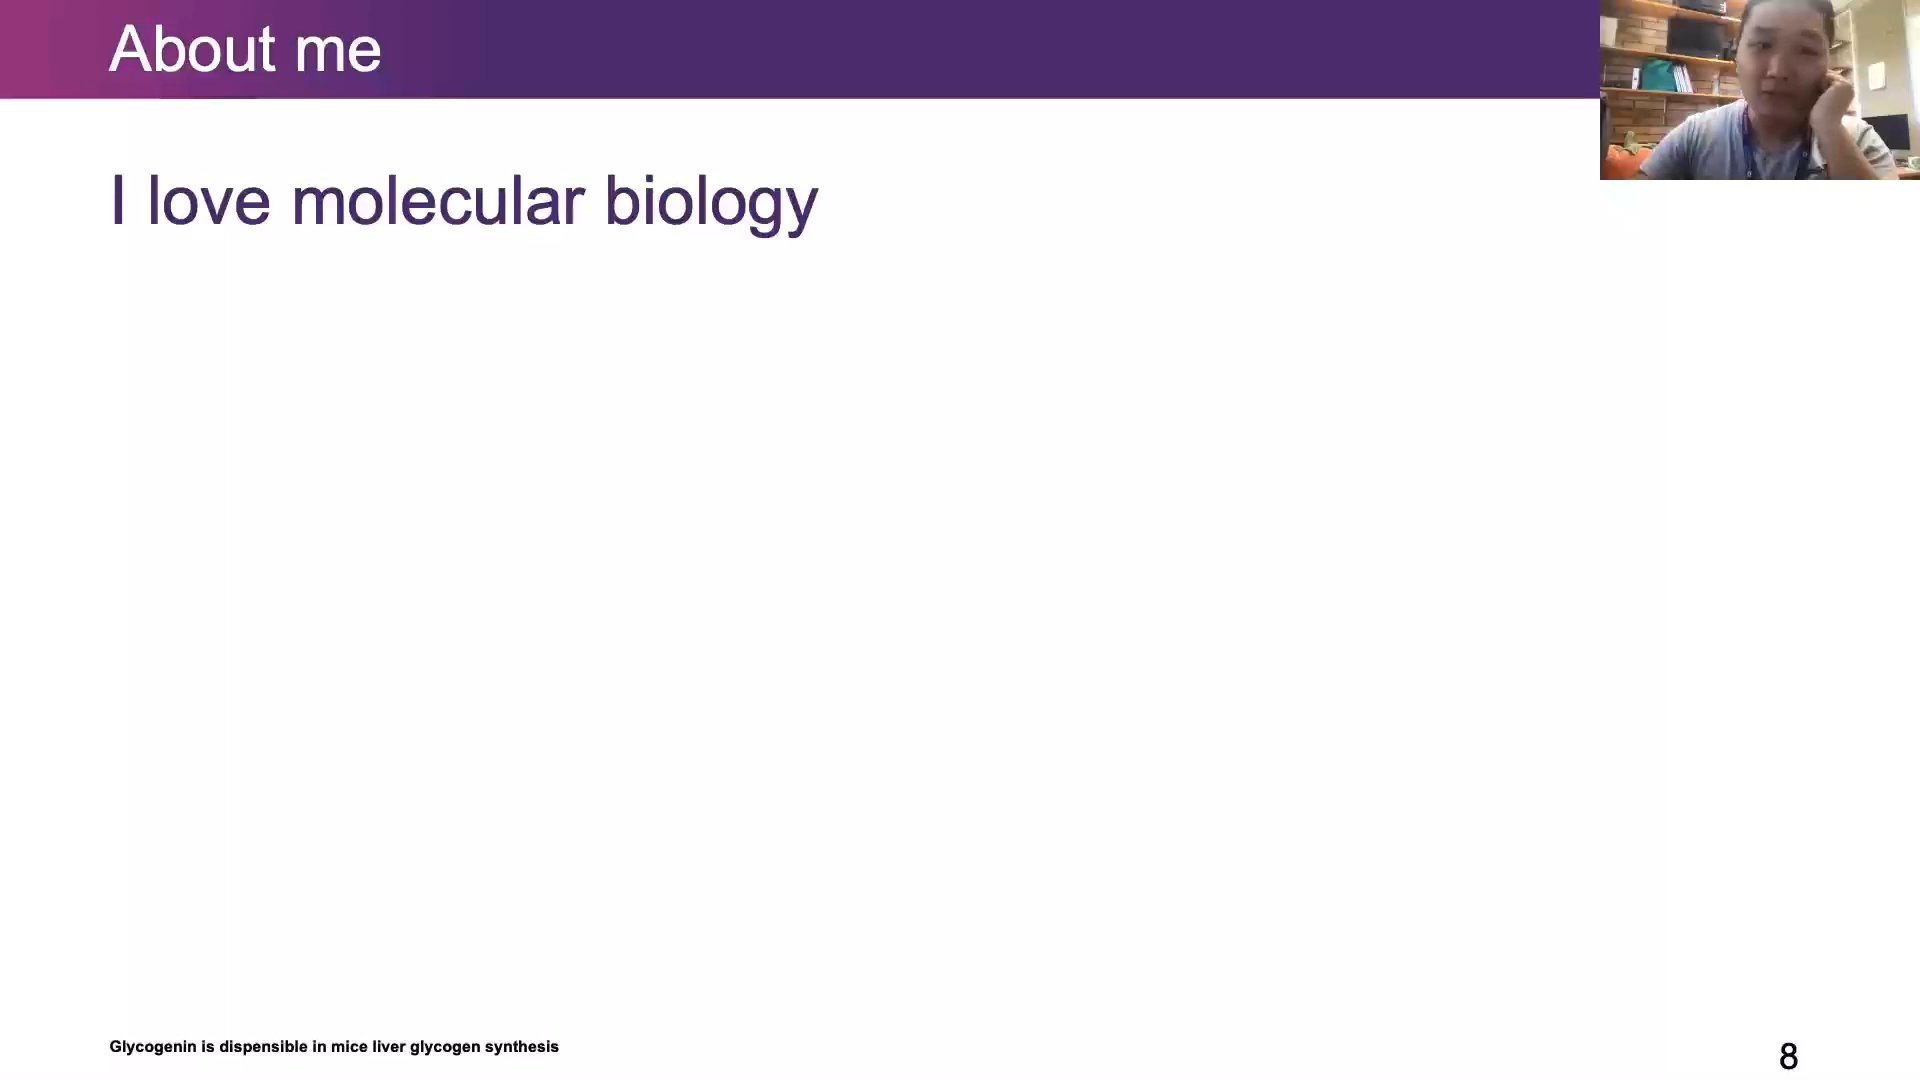 About me
I love molecular biology
Glycogenin is dispensible in mice liver glycogen synthesis
8